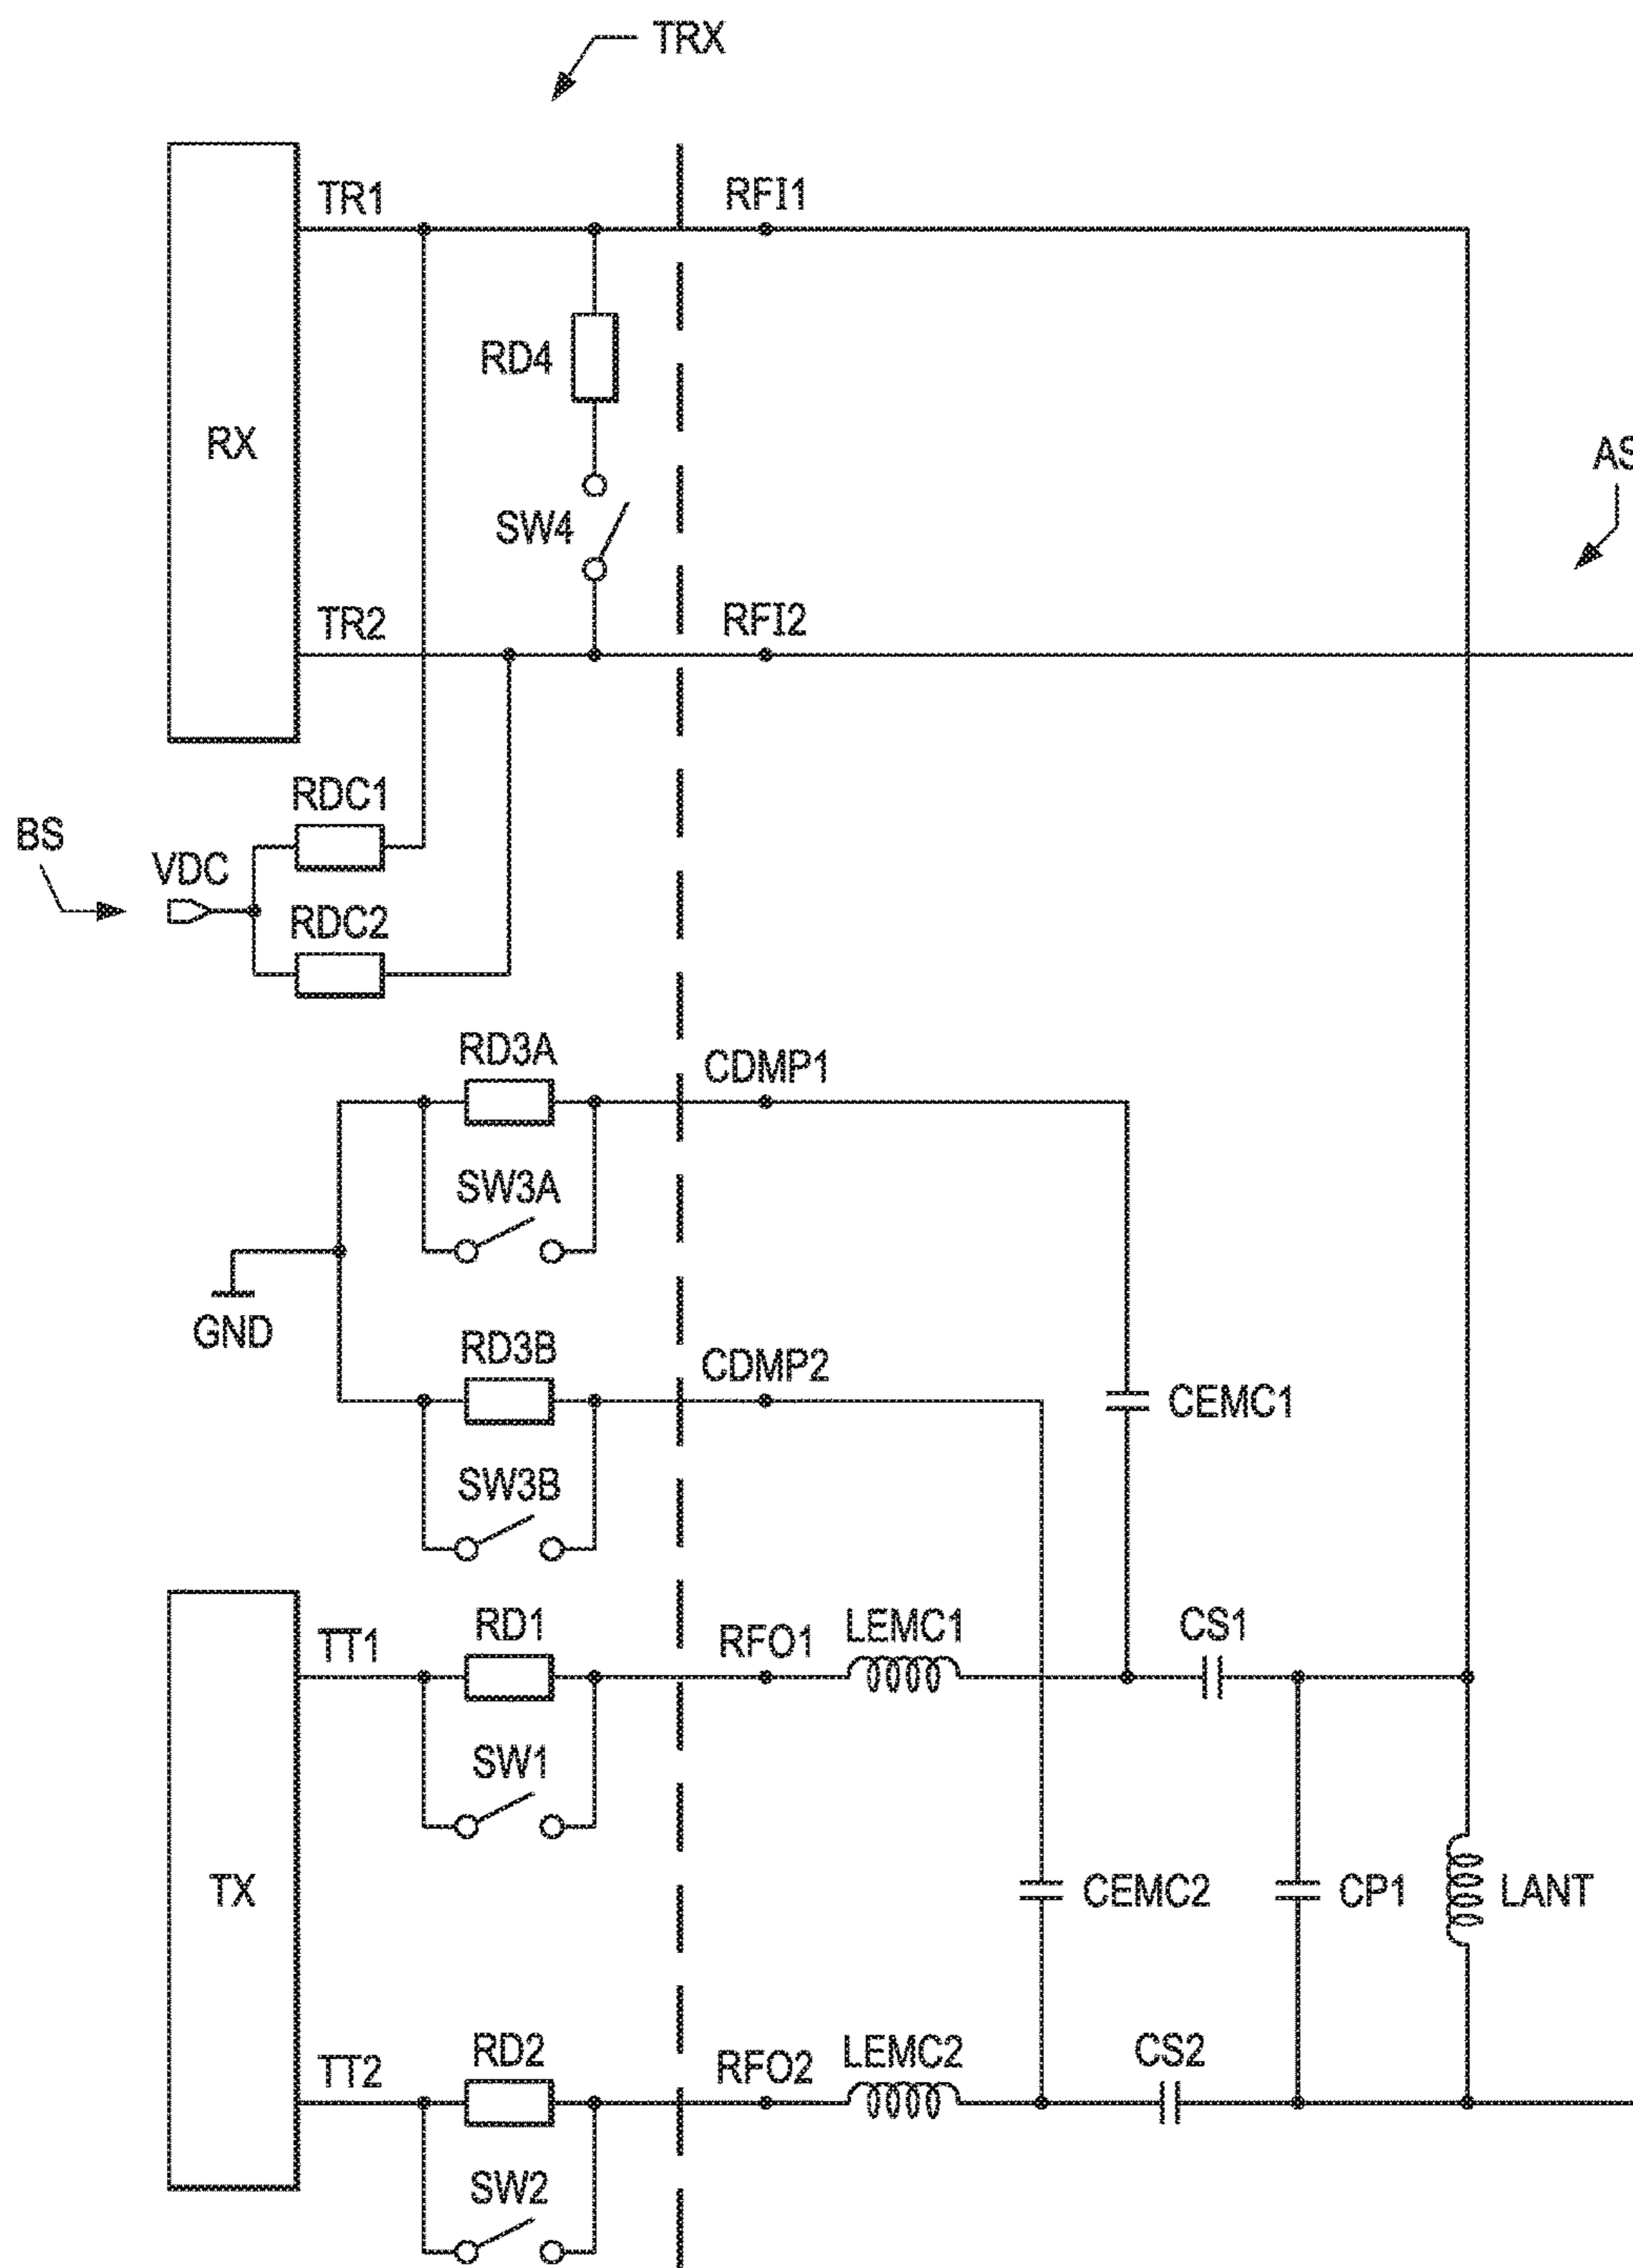 TRX
TR1
RFI1
RD4
RX
AS
SW4
TR2
RFI2
RDC1
BS
VDC
RDC2
RD3A
CDMP1
SW3A
GND
RD3B
CDMP2
CEMC1
SW3B
TT1
RD1
RFO1
LEMC1
CS1
SW1
TX
CEMC2
CP1
LANT
TT2
RD2
RFO2
LEMC2
CS2
SW2